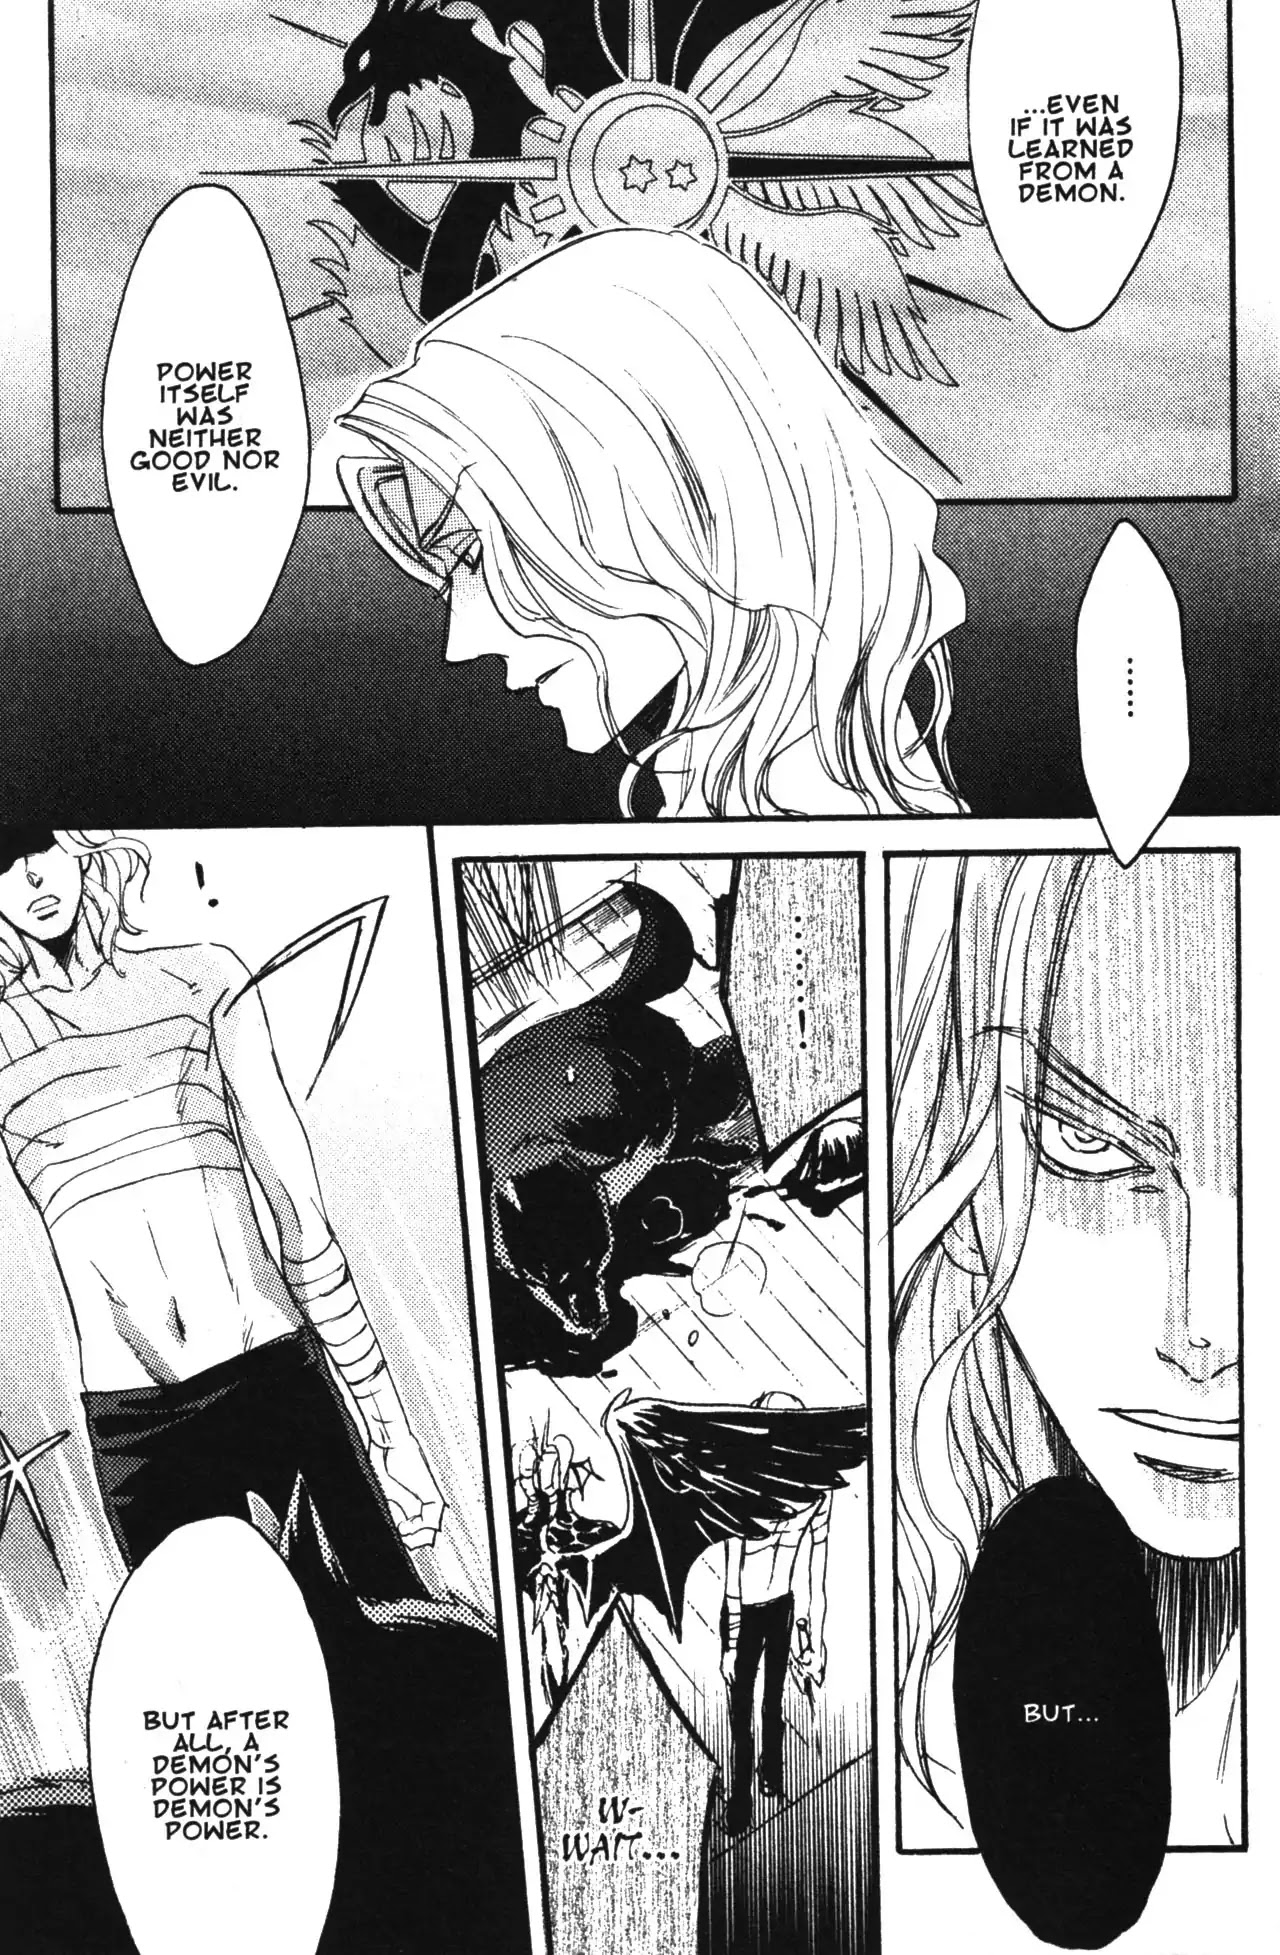 ...EVEN
IF IT WAS
LEARNED
FROM A
DEMON.
POWER
ITSELF
WAS
NEITHER
GOOD NOR
EVIL.
......
BUT...
.....!
W-
WAIT...
!
BUT AFTER
ALL, A
DEMON'S
POWER IS
DEMON'S
POWER.